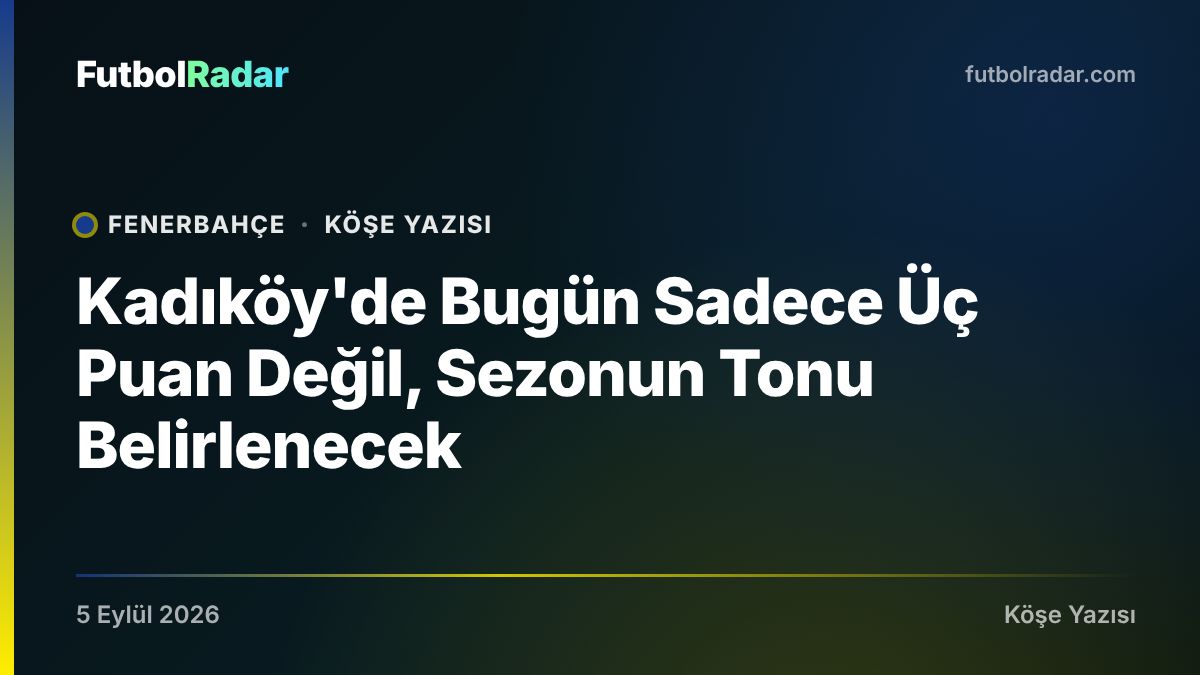 FutbolRadar
futbolradar.com
FENERBAHÇE · KÖŞE YAZISI
Kadıköy'de Bugün Sadece Üç
Puan Değil, Sezonun Tonu
Belirlenecek
5 Eylül 2026
Köşe Yazısı